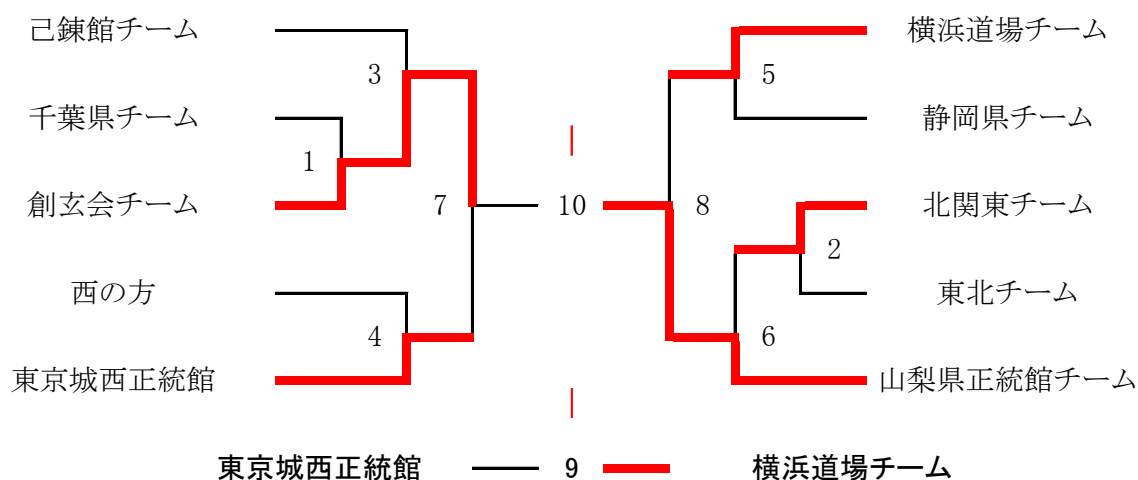 己錬館チーム
横浜道場チーム
3
5
千葉県チーム
静岡県チーム
1
創玄会チーム
7
10
8
北関東チーム
2
西の方
東北チーム
4
6
東京城西正統館
山梨県正統館チーム
東京城西正統館 9 横浜道場チーム